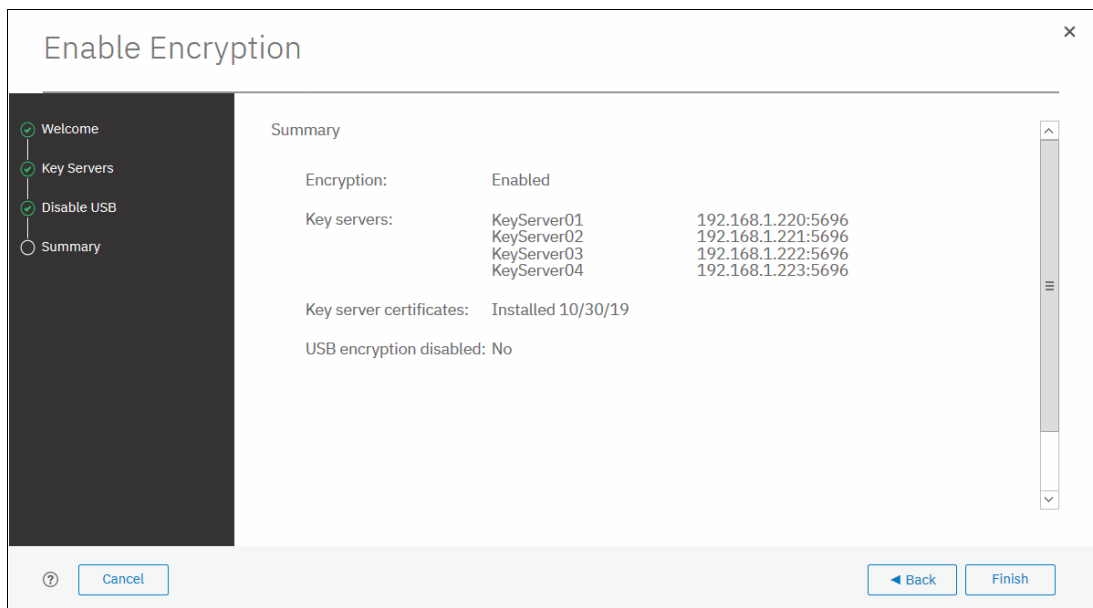 Enable Encryption
Welcome
Key Servers
Disable USB
Summary
Summary
Encryption: Enabled
Key servers: KeyServer01 192.168.1.220:5696
KeyServer02 192.168.1.221:5696
KeyServer03 192.168.1.222:5696
KeyServer04 192.168.1.223:5696
Key server certificates: Installed 10/30/19
USB encryption disabled: No
? Cancel ◀ Back Finish